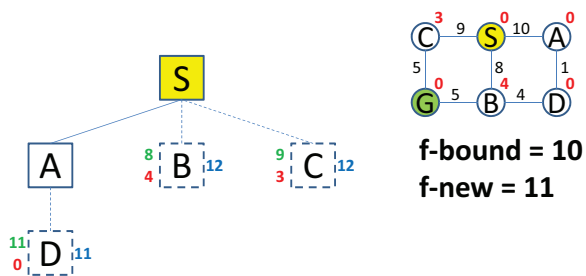 3 0 0
C 9 S 10 A
5 8 1
0 4 0
G 5 B 4 D
f-bound = 10
f-new = 11
S
A
8 B 12
4
9 C 12
3
11 D 11
0